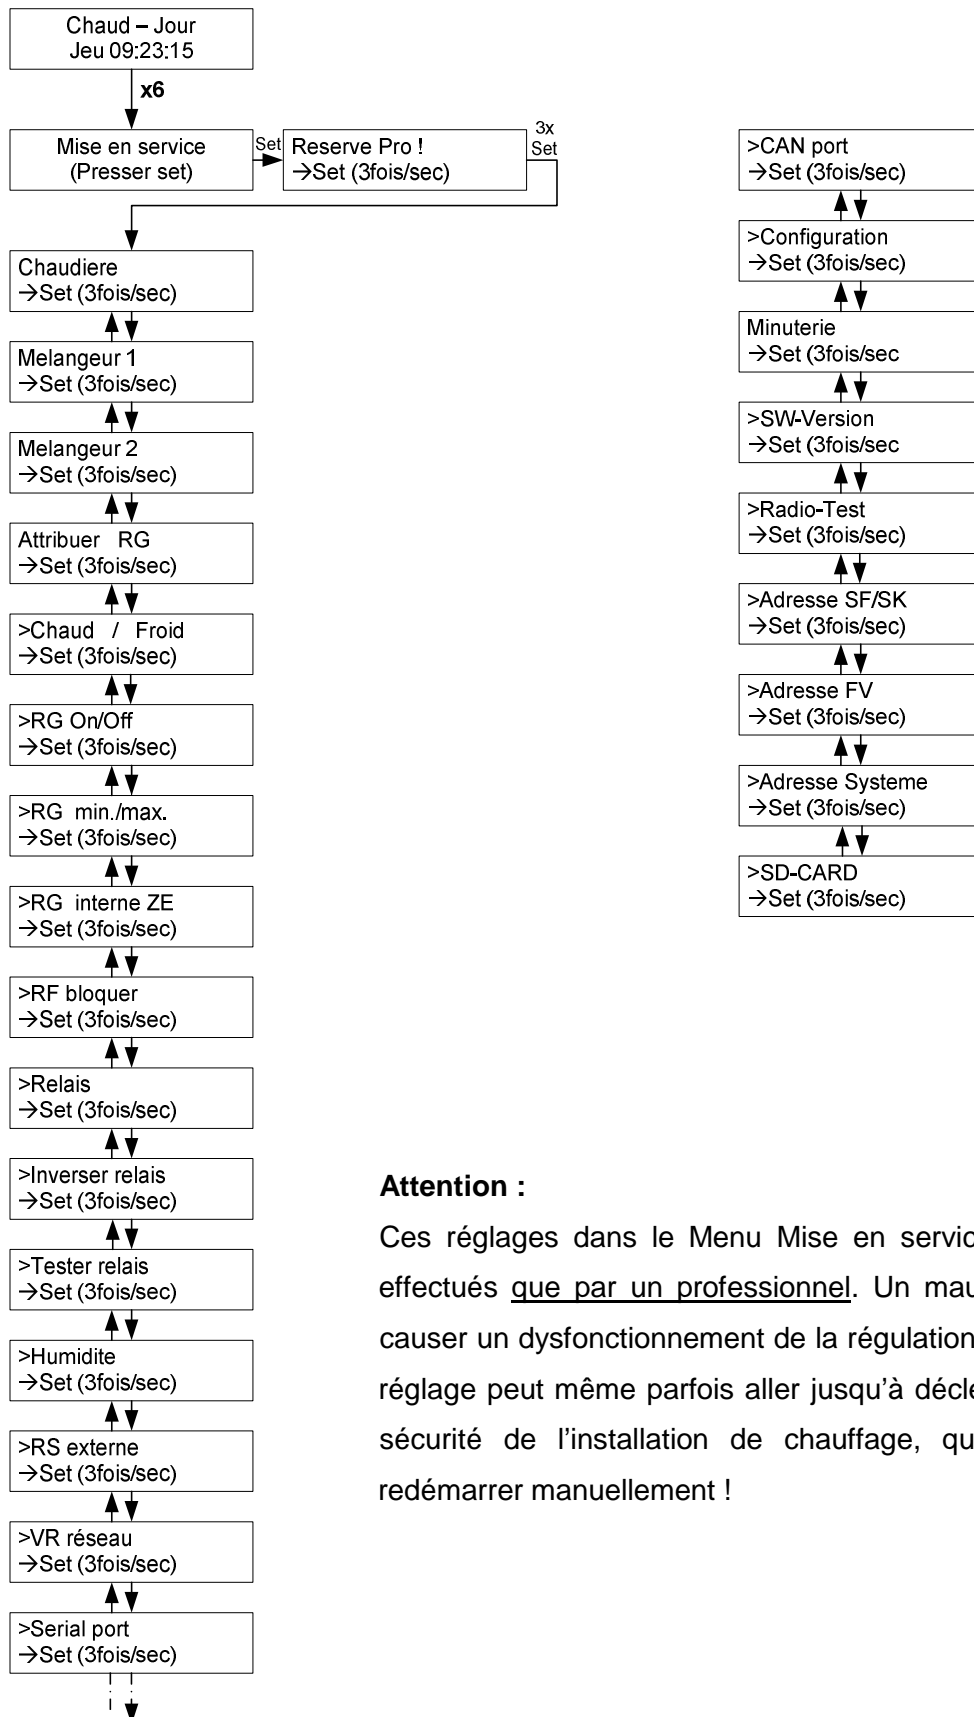 Chaud – Jour
Jeu 09:23:15
x6
Mise en service
(Presser set)
Set
Reserve Pro !
→Set (3fois/sec)
3x
Set
Chaudiere
→Set (3fois/sec)
Melangeur 1
→Set (3fois/sec)
Melangeur 2
→Set (3fois/sec)
Attribuer RG
→Set (3fois/sec)
>Chaud / Froid
→Set (3fois/sec)
>RG On/Off
→Set (3fois/sec)
>RG min./max.
→Set (3fois/sec)
>RG interne ZE
→Set (3fois/sec)
>RF bloquer
→Set (3fois/sec)
>Relais
→Set (3fois/sec)
>Inverser relais
→Set (3fois/sec)
>Tester relais
→Set (3fois/sec)
>Humidite
→Set (3fois/sec)
>RS externe
→Set (3fois/sec)
>VR réseau
→Set (3fois/sec)
>Serial port
→Set (3fois/sec)
>CAN port
→Set (3fois/sec)
>Configuration
→Set (3fois/sec)
Minuterie
→Set (3fois/sec
>SW-Version
→Set (3fois/sec
>Radio-Test
→Set (3fois/sec)
>Adresse SF/SK
→Set (3fois/sec)
>Adresse FV
→Set (3fois/sec)
>Adresse Systeme
→Set (3fois/sec)
>SD-CARD
→Set (3fois/sec)
Attention :
Ces réglages dans le Menu Mise en servic
effectués que par un professionnel. Un mau
causer un dysfonctionnement de la régulation
réglage peut même parfois aller jusqu’à décle
sécurité de l’installation de chauffage, qu
redémarrer manuellement !